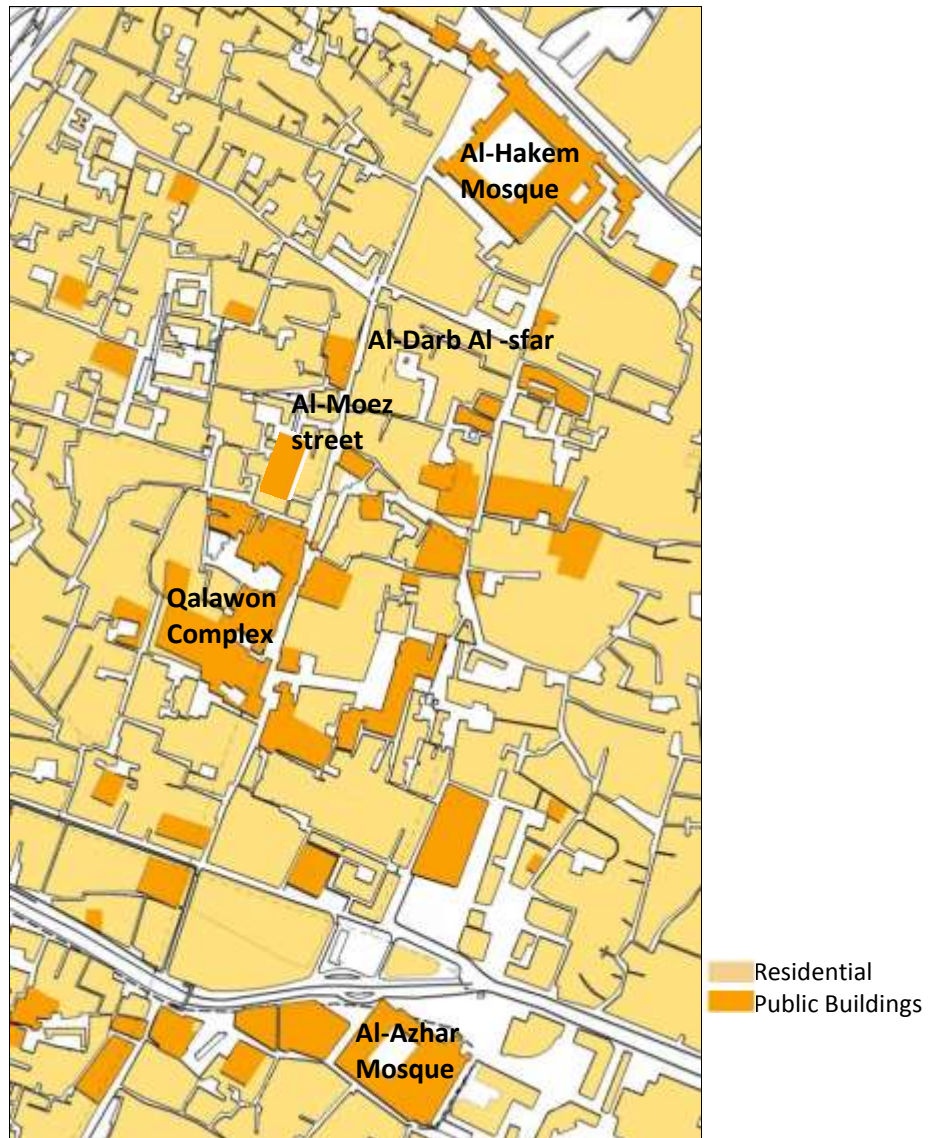 Al-Hakem
Mosque
Al-Darb Al -sfar
Al-Moez
street
Qalawon
Complex
Al-Azhar
Mosque
Residential
Public Buildings